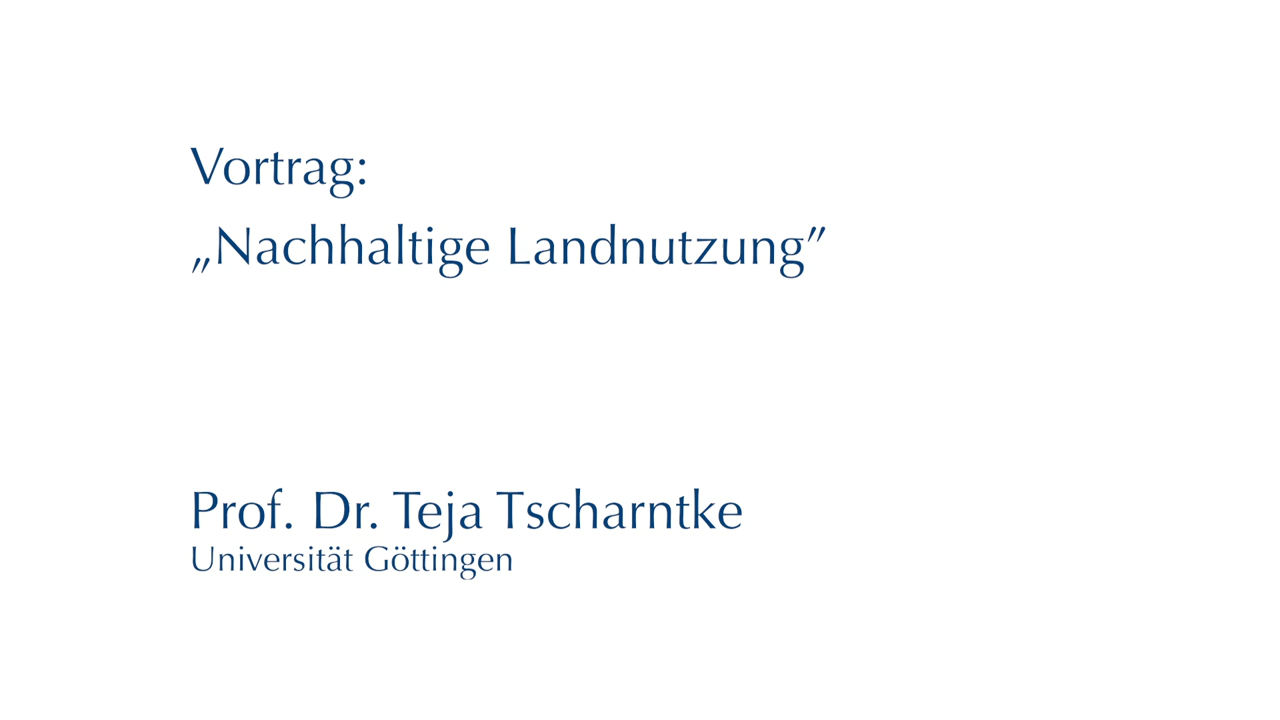 Vortrag:
„Nachhaltige Landnutzung”
Prof. Dr. Teja Tscharntke
Universität Göttingen